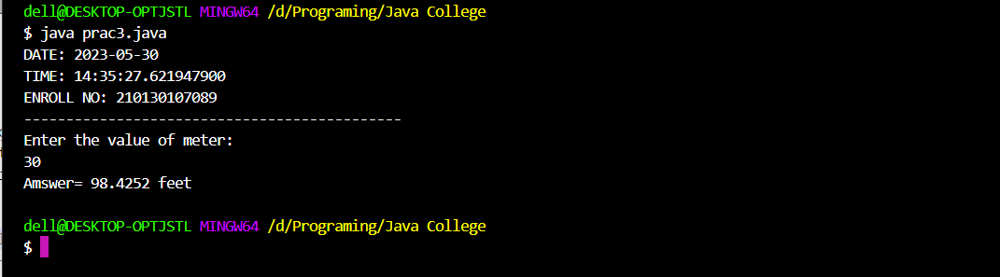 dell@DESKTOP-OPTJSTL MINGW64 /d/Programing/Java College
$ java prac3.java
DATE: 2023-05-30
TIME: 14:35:27.621947900
ENROLL NO: 210130107089
---------------------------------------------
Enter the value of meter:
30
Amswer= 98.4252 feet
dell@DESKTOP-OPTJSTL MINGW64 /d/Programing/Java College
$